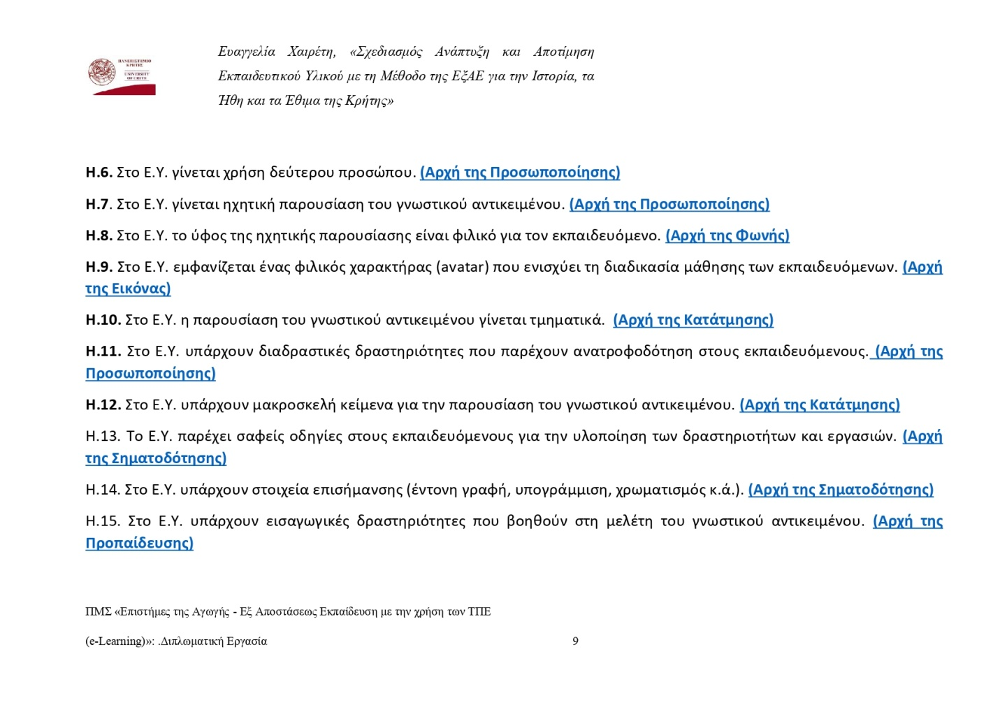 ΠΑΝΕΠΙΣΤΗΜΙΟ
ΚΡΗΤΗΣ
UNIVERSITY
OF CRETE
Ευαγγελία Χαιρέτη, «Σχεδιασμός Ανάπτυξη και Αποτίμηση
Εκπαιδευτικού Υλικού με τη Μέθοδο της ΕξΑΕ για την Ιστορία, τα
Ήθη και τα Έθιμα της Κρήτης»
Η.6. Στο Ε.Υ. γίνεται χρήση δεύτερου προσώπου. (Αρχή της Προσωποποίησης)
Η.7. Στο Ε.Υ. γίνεται ηχητική παρουσίαση του γνωστικού αντικειμένου. (Αρχή της Προσωποποίησης)
Η.8. Στο Ε.Υ. το ύφος της ηχητικής παρουσίασης είναι φιλικό για τον εκπαιδευόμενο. (Αρχή της Φωνής)
Η.9. Στο Ε.Υ. εμφανίζεται ένας φιλικός χαρακτήρας (avatar) που ενισχύει τη διαδικασία μάθησης των εκπαιδευόμενων. (Αρχή
της Εικόνας)
Η.10. Στο Ε.Υ. η παρουσίαση του γνωστικού αντικειμένου γίνεται τμηματικά. (Αρχή της Κατάτμησης)
Η.11. Στο Ε.Υ. υπάρχουν διαδραστικές δραστηριότητες που παρέχουν ανατροφοδότηση στους εκπαιδευόμενους. (Αρχή της
Προσωποποίησης)
Η.12. Στο Ε.Υ. υπάρχουν μακροσκελή κείμενα για την παρουσίαση του γνωστικού αντικειμένου. (Αρχή της Κατάτμησης)
Η.13. Το Ε.Υ. παρέχει σαφείς οδηγίες στους εκπαιδευόμενους για την υλοποίηση των δραστηριοτήτων και εργασιών. (Αρχή
της Σηματοδότησης)
Η.14. Στο Ε.Υ. υπάρχουν στοιχεία επισήμανσης (έντονη γραφή, υπογράμμιση, χρωματισμός κ.ά.). (Αρχή της Σηματοδότησης)
Η.15. Στο Ε.Υ. υπάρχουν εισαγωγικές δραστηριότητες που βοηθούν στη μελέτη του γνωστικού αντικειμένου. (Αρχή της
Προπαίδευσης)
ΠΜΣ «Επιστήμες της Αγωγής - Εξ Αποστάσεως Εκπαίδευση με την χρήση των ΤΠΕ
(e-Learning)»: .Διπλωματική Εργασία 9